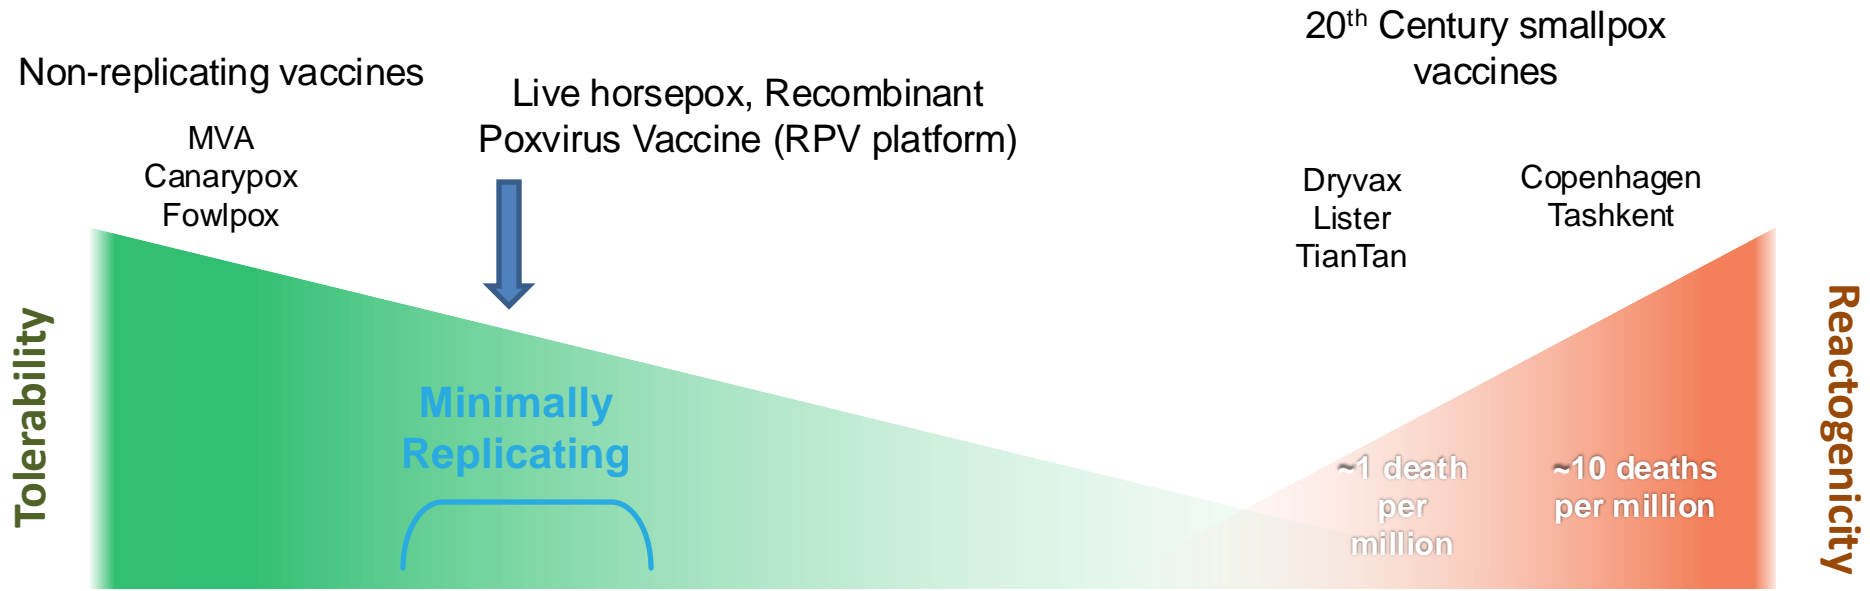 Non-replicating vaccines
MVA
Canarypox
Fowlpox
Live horsepox, Recombinant
Poxvirus Vaccine (RPV platform)
20th Century smallpox
vaccines
Dryvax
Lister
TianTan
Copenhagen
Tashkent
Tolerability
Minimally
Replicating
~1 death
per
million
~10 deaths
per million
Reactogenicity